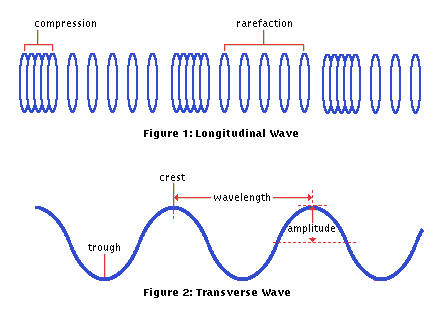 compression
rarefaction
Figure 1: Longitudinal Wave
crest
wavelength
amplitude
trough
Figure 2: Transverse Wave